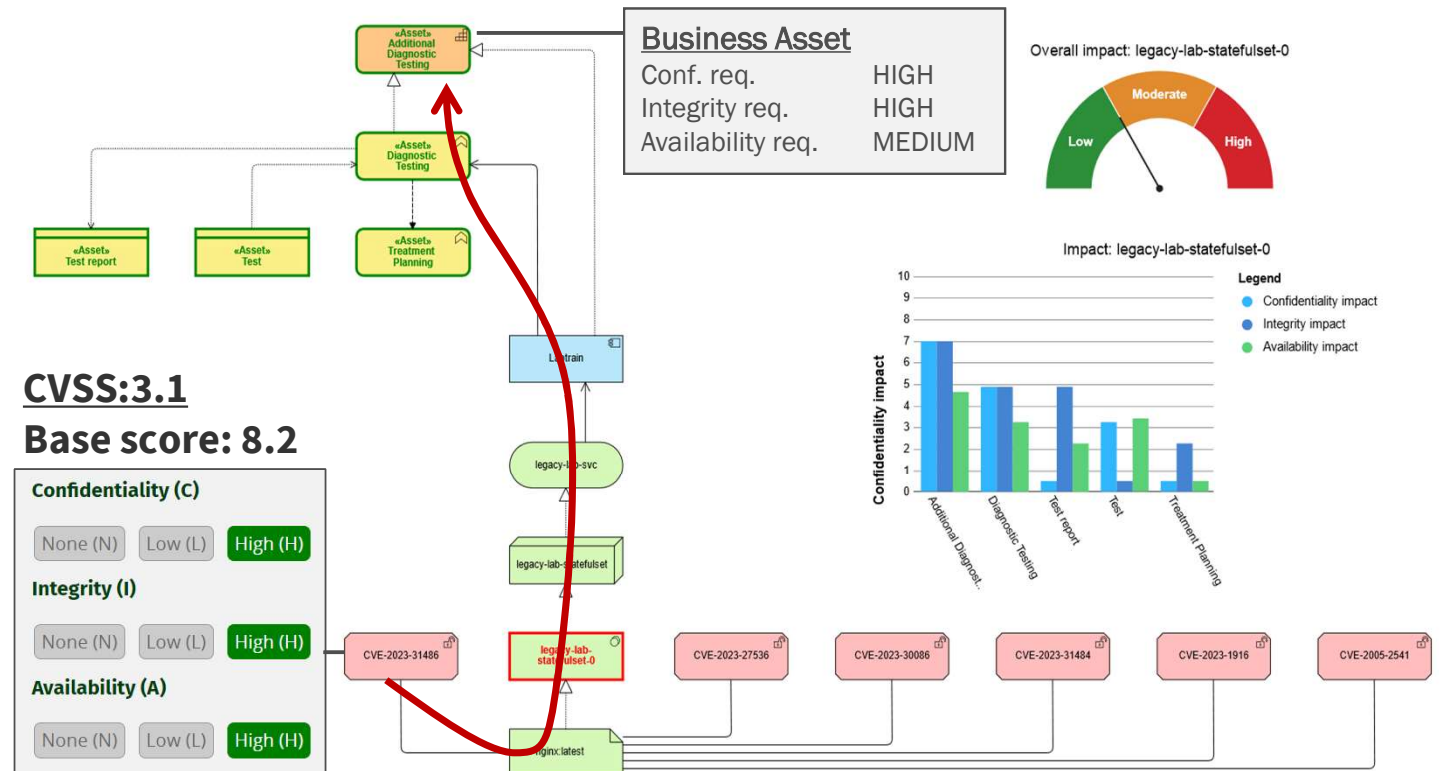 «Asset»
Additional
Diagnostic
Testing
Business Asset
Conf. req. HIGH
Integrity req. HIGH
Availability req. MEDIUM
Overall impact: legacy-lab-statefulset-0
Low
Moderate
High
«Asset»
Diagnostic
Testing
«Asset»
Test report
«Asset»
Test
«Asset»
Treatment
Planning
Impact: legacy-lab-statefulset-0
Confidentiality impact
10
9
8
7
6
5
4
3
2
1
0
Additional Diagnost..
Diagnostic Testing
Test report
Test
Treatment Planning
Legend
Confidentiality impact
Integrity impact
Availability impact
CVSS:3.1
Base score: 8.2
Confidentiality (C)
None (N) Low (L) High (H)
Integrity (I)
None (N) Low (L) High (H)
Availability (A)
None (N) Low (L) High (H)
legacy-lab-svc
legacy-lab-statefulset
CVE-2023-31486
legacy-lab-
statefulset-0
CVE-2023-27536
CVE-2023-30086
CVE-2023-31484
CVE-2023-1916
CVE-2005-2541
nginx:latest